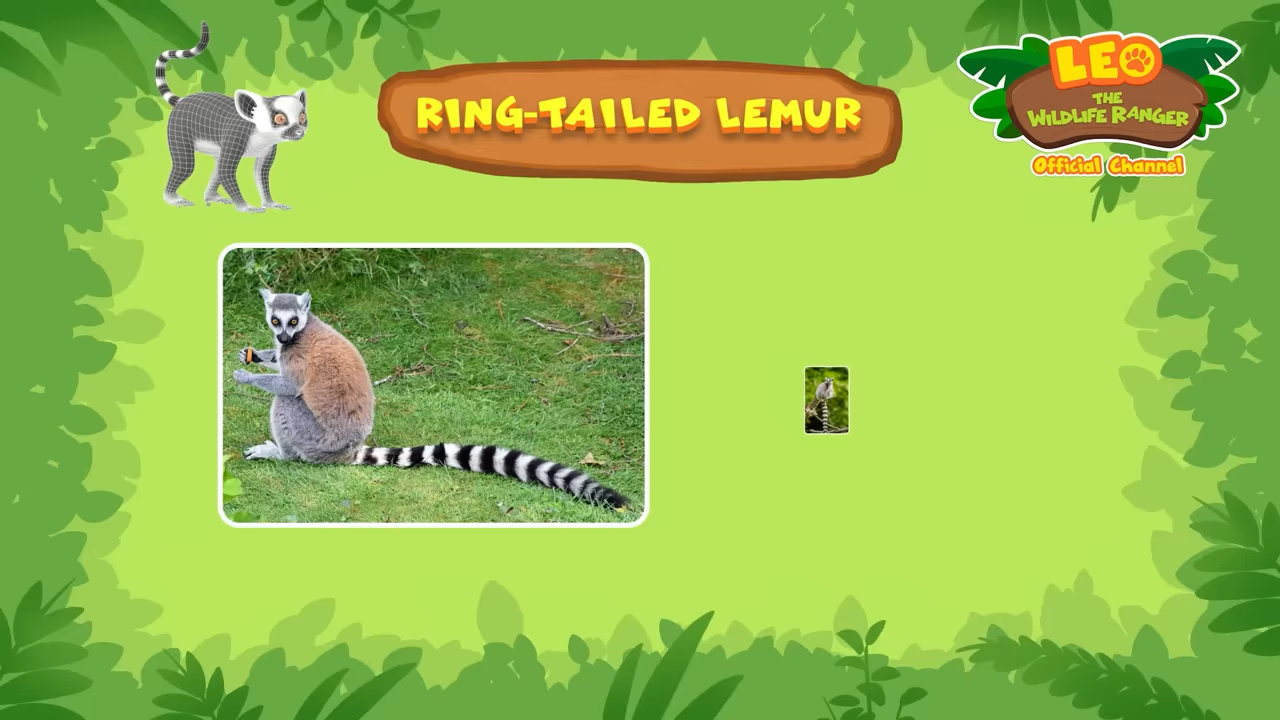 RING-TAILED LEMUR
LEO
THE
WILDLIFE RANGER
Official Channel